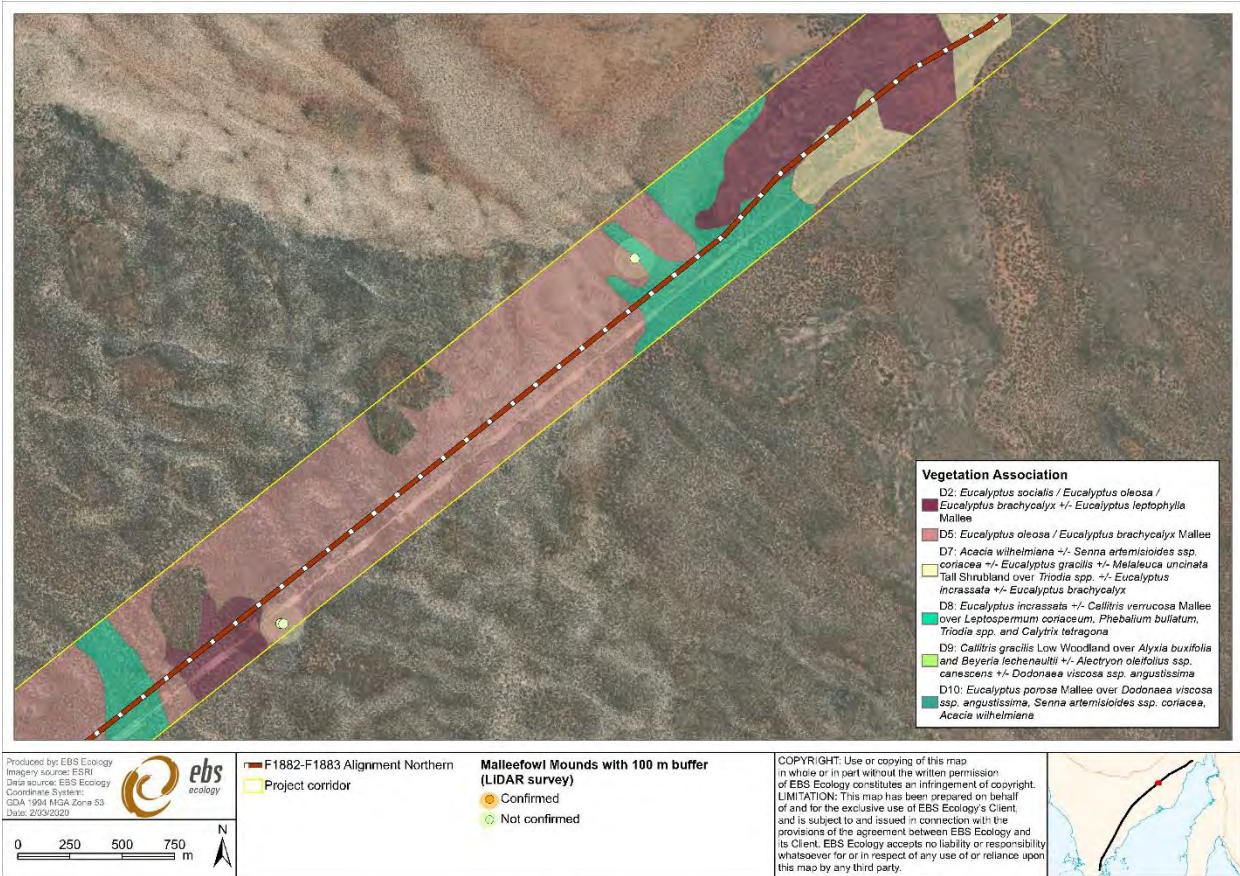 Vegetation Association
D2: Eucalyptus socialis / Eucalyptus oleosa /
Eucalyptus brachycalyx +/- Eucalyptus leptophylla
Mallee
D5: Eucalyptus oleosa / Eucalyptus brachycalyx Mallee
D7: Acacia wilhelmiana +/- Senna artemisioides ssp.
coriacea +/- Eucalyptus gracilis +/- Melaleuca uncinata
Tall Shrubland over Triodia spp. +/- Eucalyptus
incrassata +/- Eucalyptus brachycalyx
D8: Eucalyptus incrassata +/- Callitris verrucosa Mallee
over Leptospermum coriaceum, Phebalium bullatum,
Triodia spp. and Calytrix tetragona
D9: Callitris gracilis Low Woodland over Alyxia buxifolia
and Beyeria lechenaultii +/- Alectryon oleifolius ssp.
canescens +/- Dodonaea viscosa ssp. angustissima
D10: Eucalyptus porosa Mallee over Dodonaea viscosa
ssp. angustissima, Senna artemisioides ssp. coriacea,
Acacia wilhelmiana
Produced by: EBS Ecology
Imagery source: ESRI
Data source: EBS Ecology
Coordinate System:
GDA 1994 MGA Zone 53
Date: 2/03/2020
ebs
ecology
0 250 500 750
m
N
F1882-F1883 Alignment Northern
Project corridor
Malleefowl Mounds with 100 m buffer
(LiDAR survey)
Confirmed
Not confirmed
COPYRIGHT: Use or copying of this map
in whole or in part without the written permission
of EBS Ecology constitutes an infringement of copyright.
LIMITATION: This map has been prepared on behalf
of and for the exclusive use of EBS Ecology's Client,
and is subject to and issued in connection with the
provisions of the agreement between EBS Ecology and
its Client. EBS Ecology accepts no liability or responsibility
whatsoever for or in respect of any use of or reliance upon
this map by any third party.